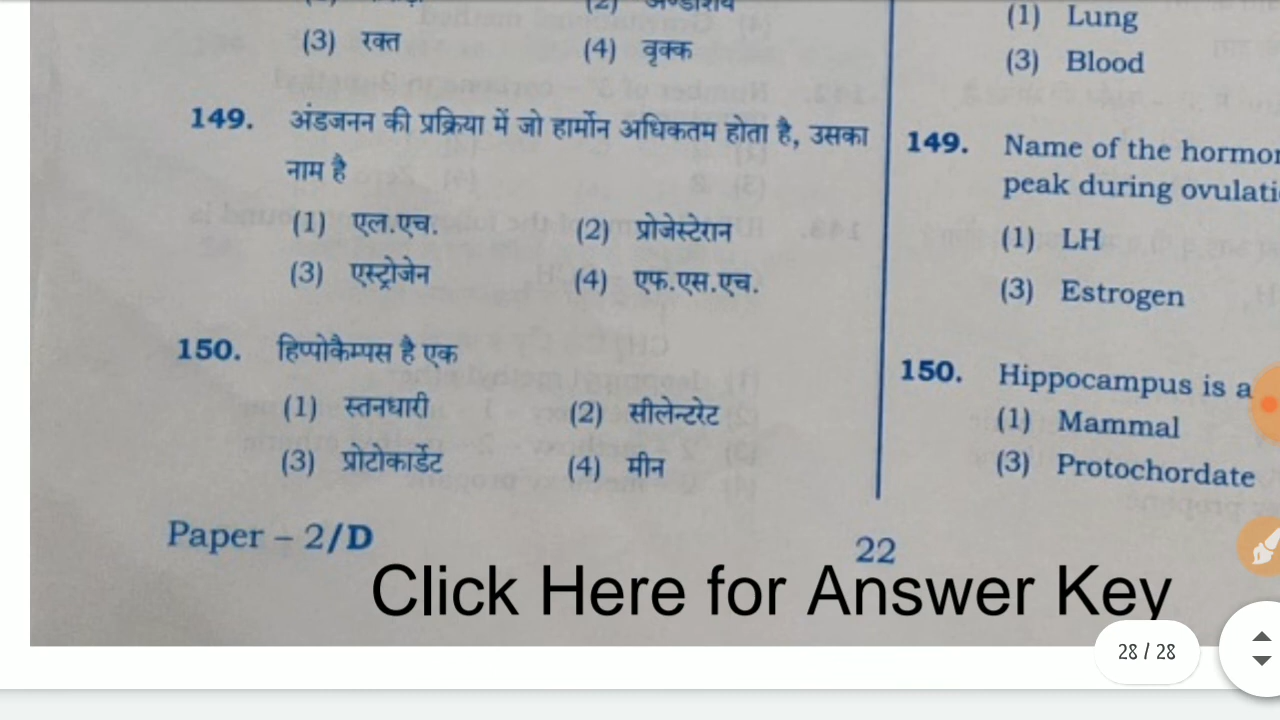 (3) रक्त (4) वृक्क
149. अंडजनन की प्रक्रिया में जो हार्मोन अधिकतम होता है, उसका
नाम है
(1) एल.एच. (2) प्रोजेस्टेरान
(3) एस्ट्रोजेन (4) एफ.एस.एच.
150. हिप्पोकैम्पस है एक
(1) स्तनधारी (2) सीलेन्टरेट
(3) प्रोटोकार्डेट (4) मीन
Paper – 2/D
22
(1) Lung
(3) Blood
149. Name of the
peak during
(1) LH
(3) Estrogen
150. Hippocampus is a
(1) Mammal
(3) Protochordate
Click Here for Answer Key
28 / 28